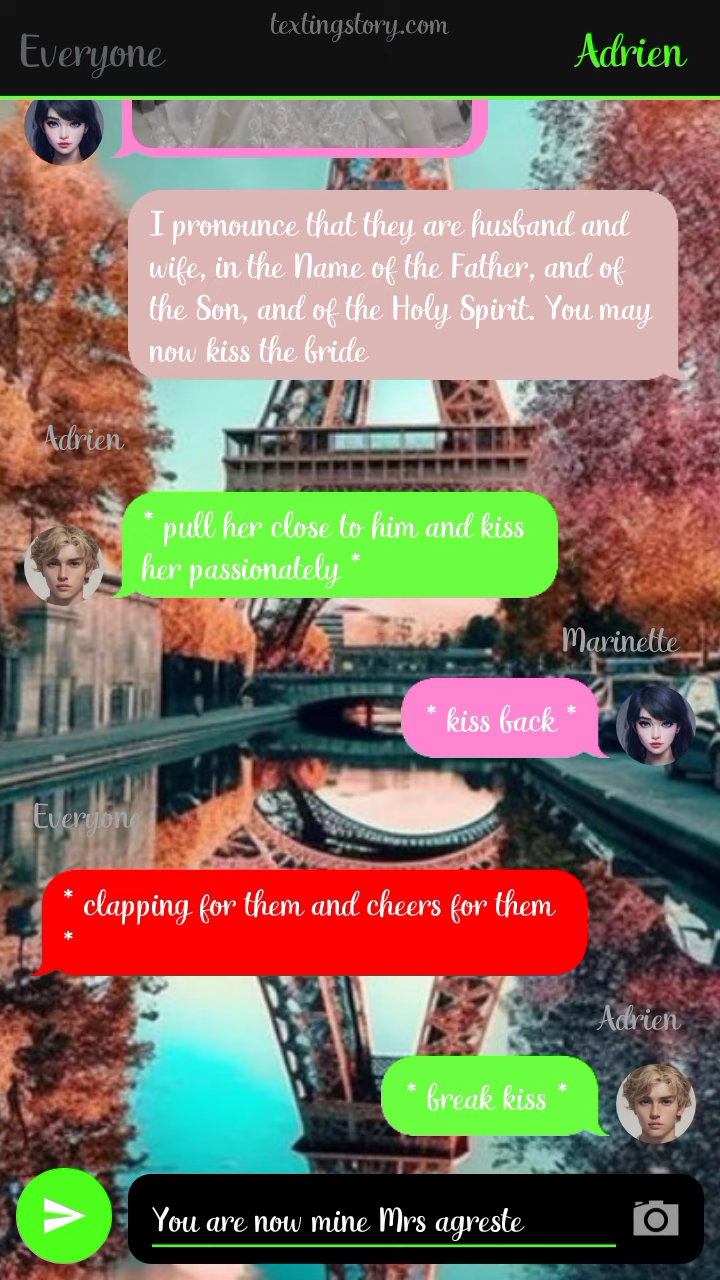 textingstory.com
Everyone
Adrien
I pronounce that they are husband and
wife, in the Name of the Father, and of
the Son, and of the Holy Spirit. You may
now kiss the bride
Adrien
* pull her close to him and kiss
her passionately *
Marinette
* kiss back *
Everyone
* clapping for them and cheers for them
*
Adrien
* break kiss *
You are now mine Mrs agreste